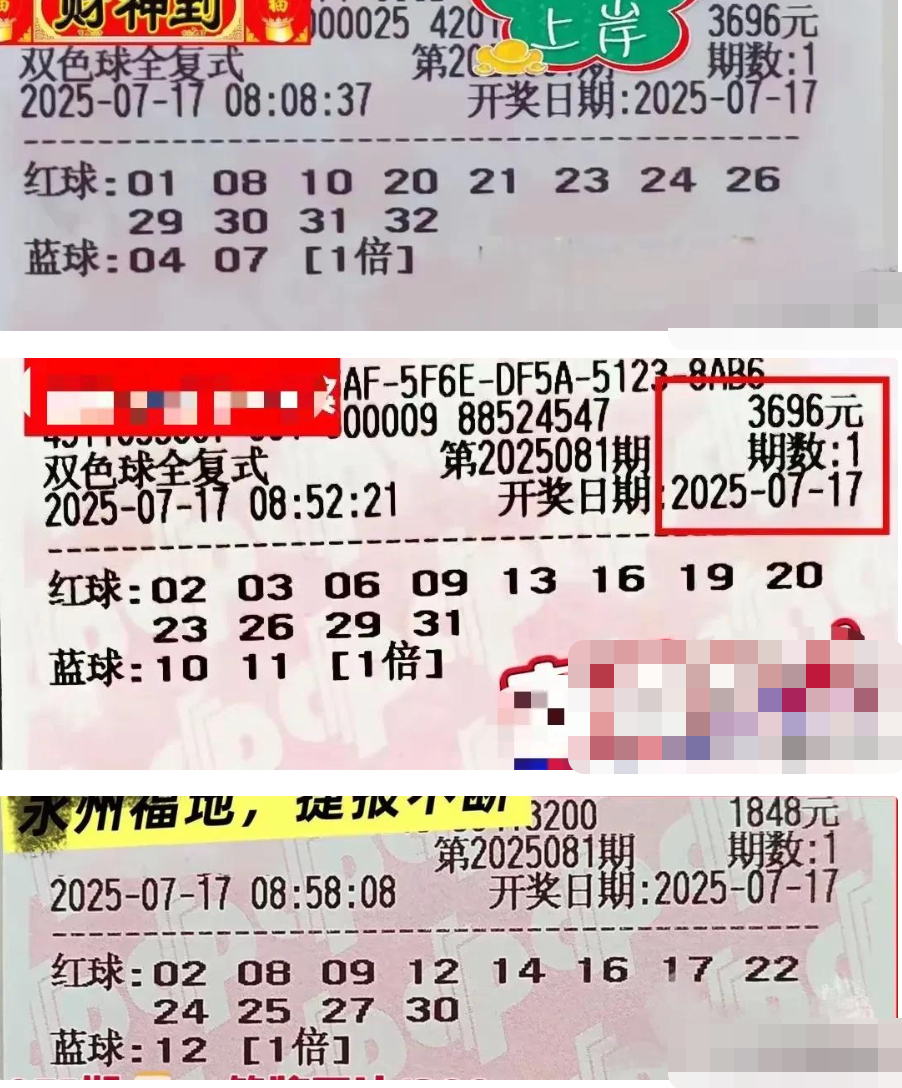 财神到
上岸
000025 4201
3696元
双色球全复式
第20
期
期数:1
2025-07-17 08:08:37
开奖日期:2025-07-17
红球:01 08 10 20 21 23 24 26
29 30 31 32
蓝球:04 07 [1倍]
AF-5F6E-DF5A-5123-8AB6
000009 88524547
3696元
双色球全复式
第2025081期
期数:1
2025-07-17 08:52:21
开奖日期:2025-07-17
红球:02 03 06 09 13 16 19 20
23 26 29 31
蓝球:10 11 [1倍]
永州福地，捷报不断
3200
1848元
第2025081期
期数:1
2025-07-17 08:58:08
开奖日期:2025-07-17
红球:02 08 09 12 14 16 17 22
24 25 27 30
蓝球:12 [1倍]